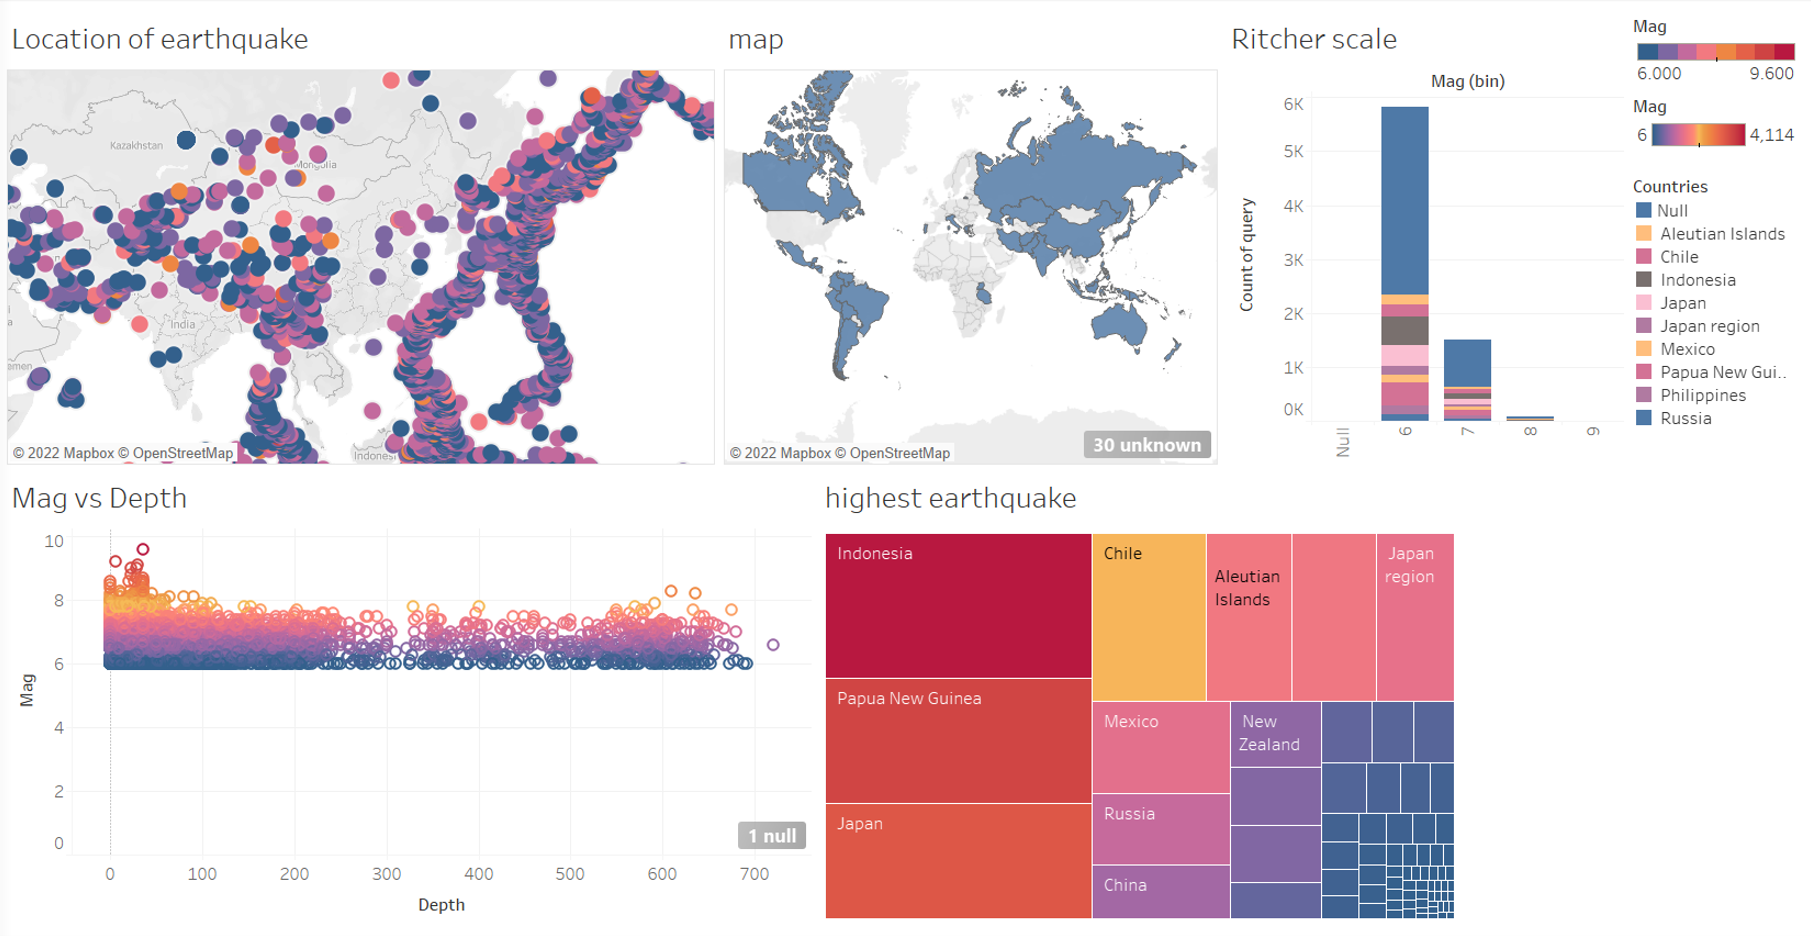 Location of earthquake
map
Ritcher scale
Mag
6.000 9.600
Mag
6 4,114
Countries
Null
Aleutian Islands
Chile
Indonesia
Japan
Japan region
Mexico
Papua New Gui..
Philippines
Russia
Kazakhstan
Mongolia
India
Indones
© 2022 Mapbox © OpenStreetMap
© 2022 Mapbox © OpenStreetMap
30 unknown
Mag (bin)
Count of query
6K
5K
4K
3K
2K
1K
0K
Null
6
7
8
9
Mag vs Depth
Mag
10
8
6
4
2
0
1 null
0 100 200 300 400 500 600 700
Depth
highest earthquake
Indonesia
Papua New Guinea
Japan
Chile
Aleutian
Islands
Japan
region
Mexico
New
Zealand
Russia
China